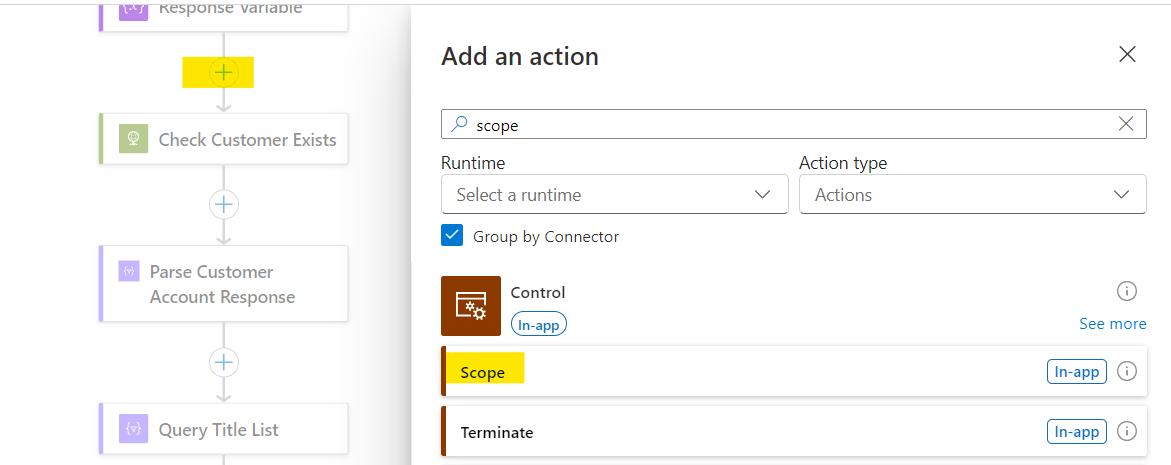 Response Variable
Check Customer Exists
Parse Customer
Account Response
Query Title List
Add an action
scope
Runtime
Action type
Select a runtime
Actions
Group by Connector
Control
In-app
See more
Scope
In-app
Terminate
In-app